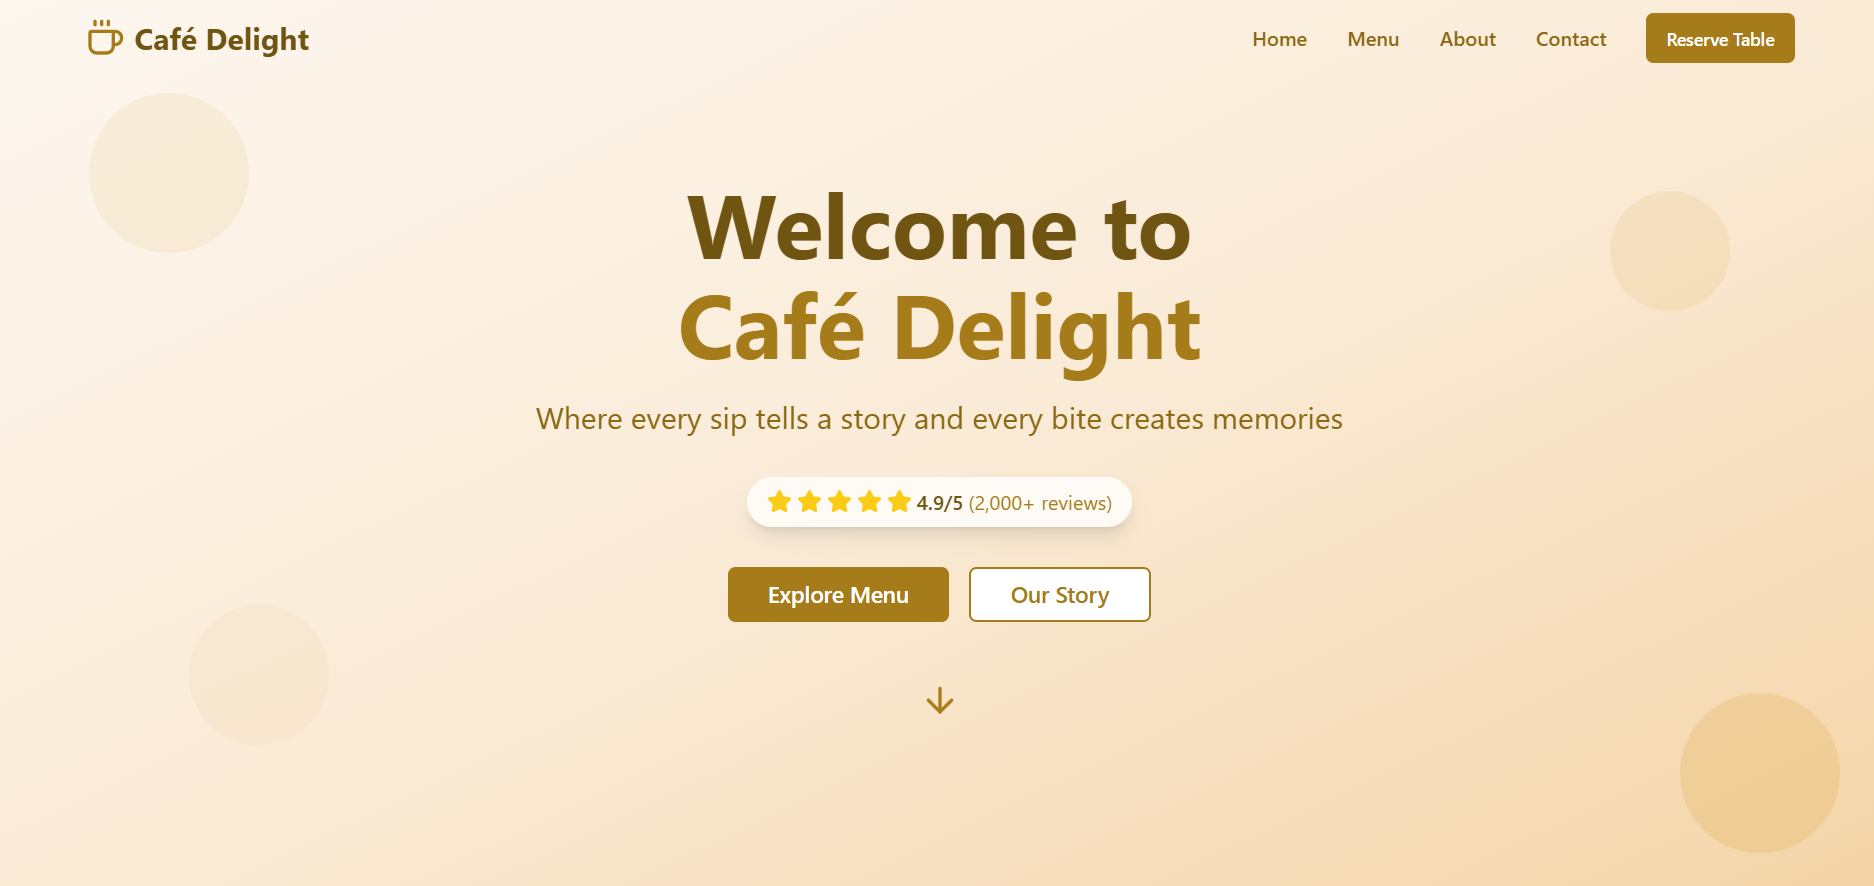 Café Delight
Home
Menu
About
Contact
Reserve Table
Welcome to
Café Delight
Where every sip tells a story and every bite creates memories
4.9/5 (2,000+ reviews)
Explore Menu
Our Story